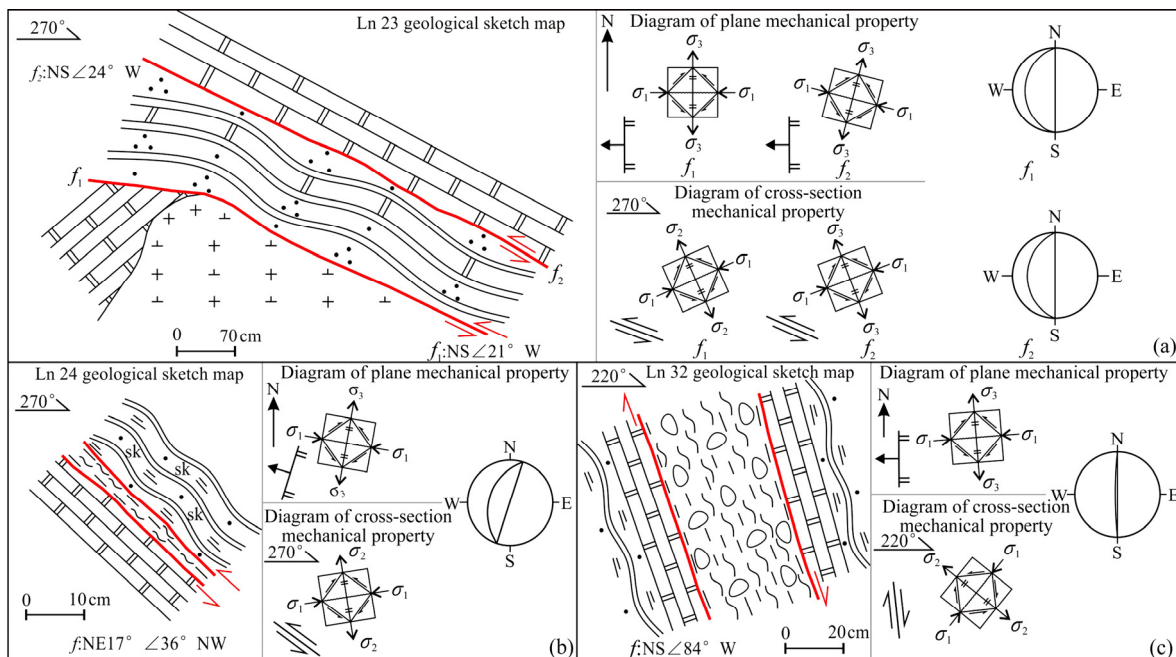 270°
Ln 23 geological sketch map
f₂:NS∠24° W
f₁
f₂
0 70 cm
f₁:NS∠21° W
Diagram of plane mechanical property
N
σ₃
σ₁ σ₁
σ₃
f₁
σ₃
σ₁ σ₁
σ₃
f₂
N
W E
S
f₁
Diagram of cross-section
mechanical property
270°
σ₂
σ₁ σ₁
σ₂
f₁
σ₃
σ₁ σ₁
σ₃
f₂
N
W E
S
f₂
(a)
Ln 24 geological sketch map
270°
sk
sk
sk
0 10 cm
f:NE17° ∠36° NW
Diagram of plane mechanical property
N
σ₃
σ₁ σ₁
σ₃
Diagram of cross-section
mechanical property
270°
σ₂
σ₁ σ₁
σ₂
N
W E
S
(b)
220° Ln 32 geological sketch map
0 20 cm
f:NS∠84° W
Diagram of plane mechanical property
N
σ₃
σ₁ σ₁
σ₃
Diagram of cross-section
mechanical property
220°
σ₂ σ₁
σ₁ σ₂
N
W E
S
(c)